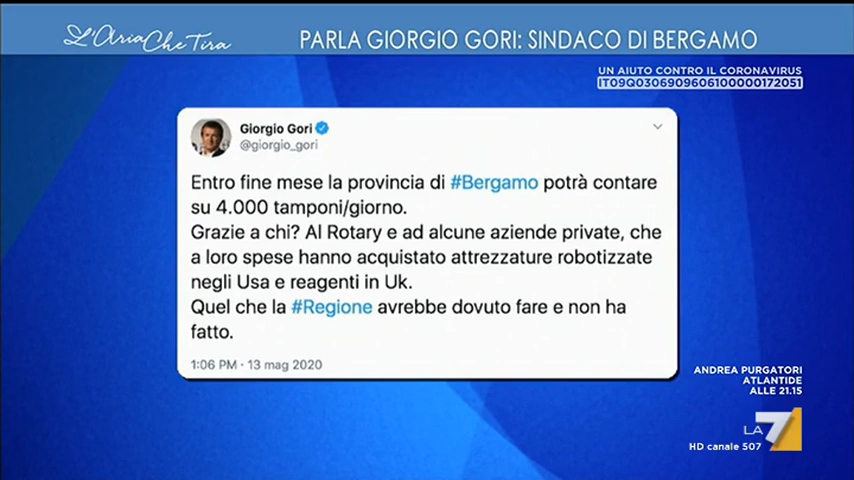 L'Aria Che Tira
PARLA GIORGIO GORI: SINDACO DI BERGAMO
UN AIUTO CONTRO IL CORONAVIRUS
IT09Q0306909606100000172051
Giorgio Gori
@giorgio_gori
Entro fine mese la provincia di #Bergamo potrà contare
su 4.000 tamponi/giorno.
Grazie a chi? Al Rotary e ad alcune aziende private, che
a loro spese hanno acquistato attrezzature robotizzate
negli Usa e reagenti in Uk.
Quel che la #Regione avrebbe dovuto fare e non ha
fatto.
1:06 PM · 13 mag 2020
ANDREA PURGATORI
ATLANTIDE
ALLE 21.15
LA 7
HD canale 507